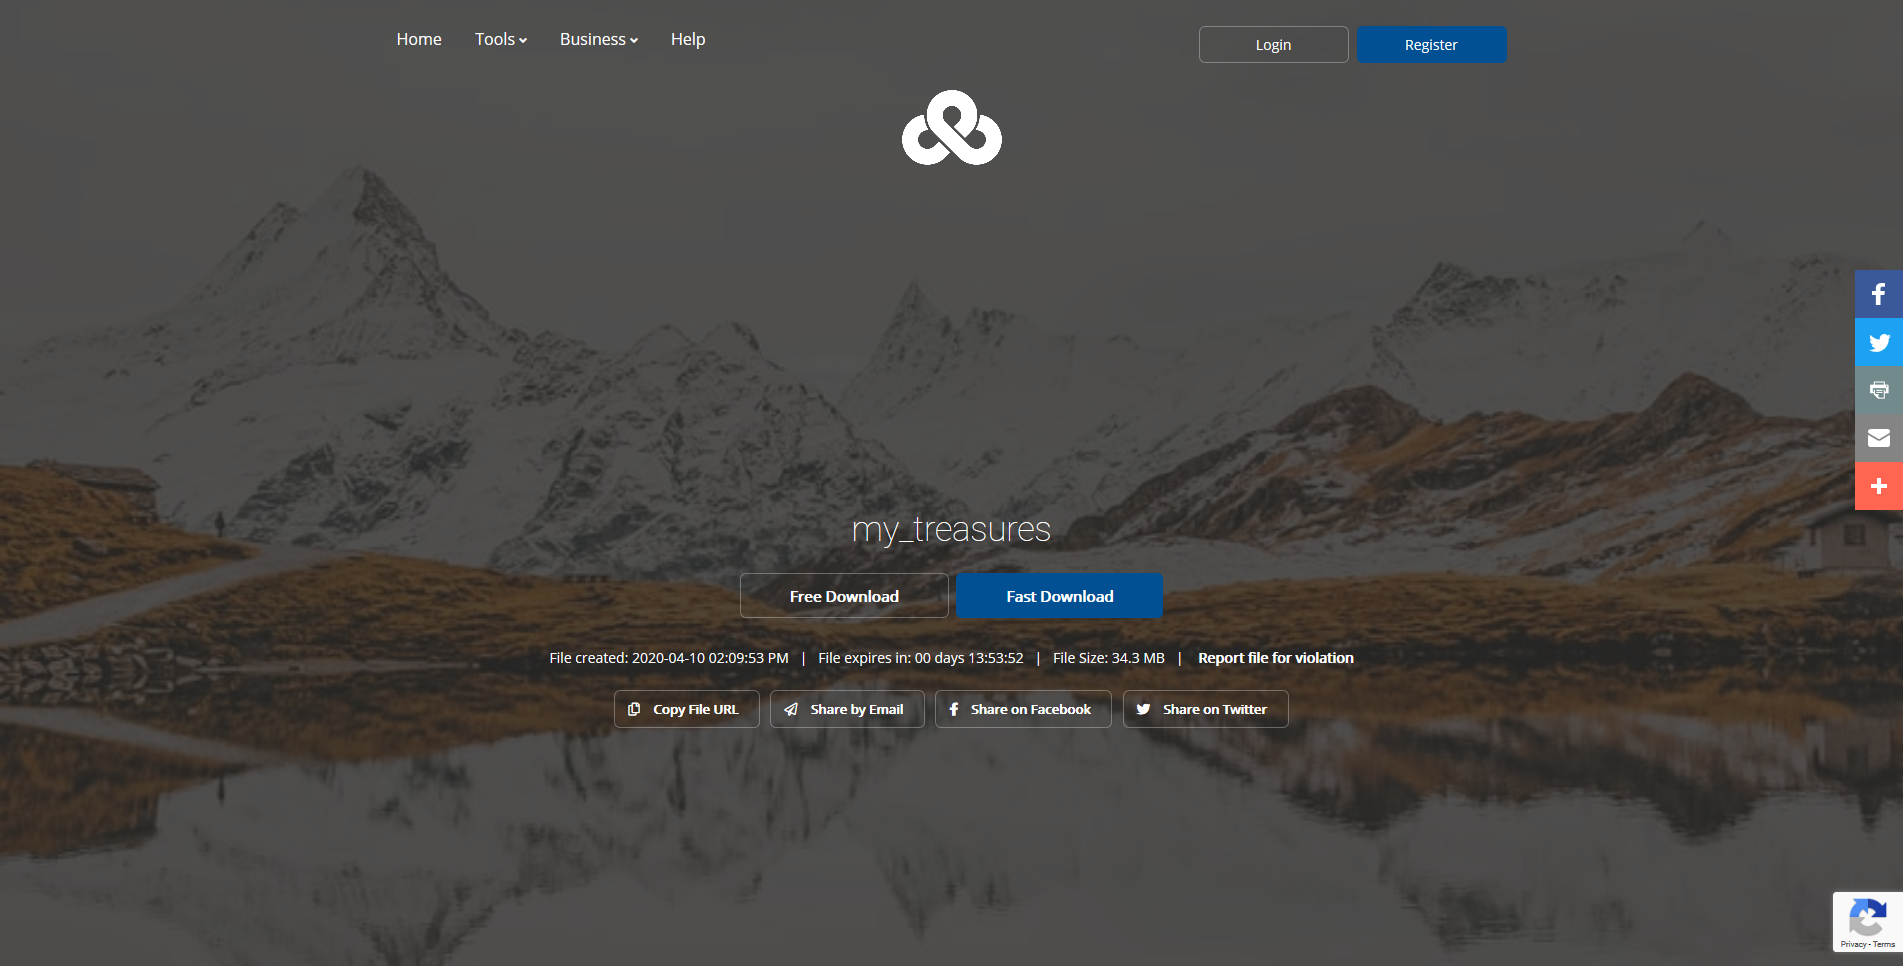 Home Tools Business Help Login Register
my_treasures
Free Download Fast Download
File created: 2020-04-10 02:09:53 PM | File expires in: 00 days 13:53:52 | File Size: 34.3 MB | Report file for violation
Copy File URL Share by Email Share on Facebook Share on Twitter
Privacy - Terms